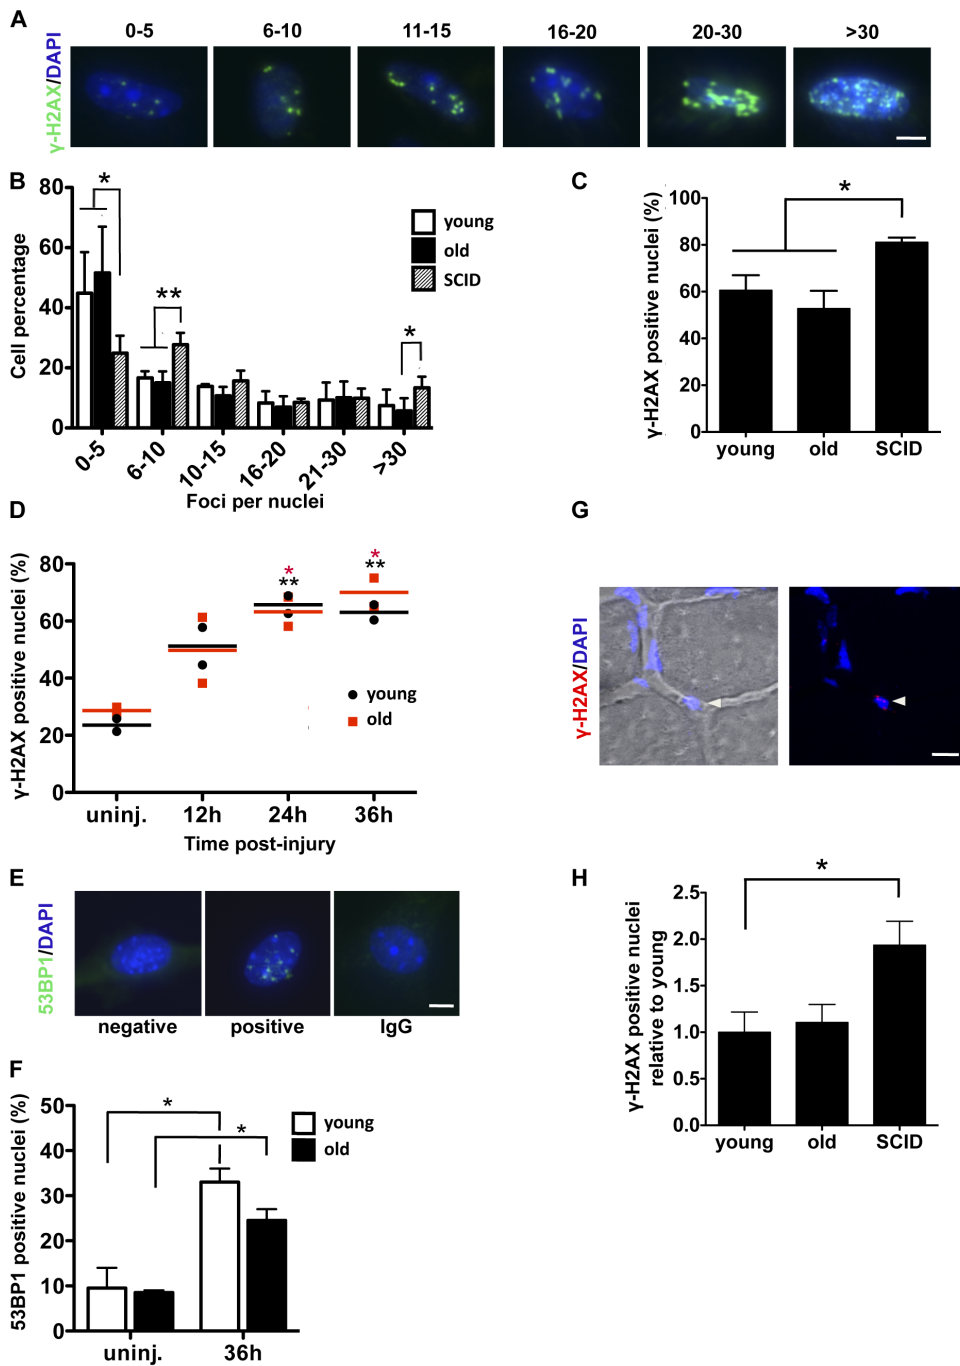 A
0-5 6-10 11-15 16-20 20-30 >30
γ-H2AX/DAPI
B
80
60
40
20
0
Cell percentage
*
**
*
young
old
SCID
0-5 6-10 10-15 16-20 21-30 >30
Foci per nuclei
C
100
80
60
40
20
0
γ-H2AX positive nuclei (%)
*
young old SCID
D
80
60
40
20
0
γ-H2AX positive nuclei (%)
* *
** **
young
old
uninj. 12h 24h 36h
Time post-injury
G
γ-H2AX/DAPI
E
53BP1/DAPI
negative positive IgG
H
2.5
2.0
1.5
1.0
0.5
0.0
γ-H2AX positive nuclei
relative to young
*
young old SCID
F
50
40
30
20
10
0
53BP1 positive nuclei (%)
*
*
young
old
uninj. 36h